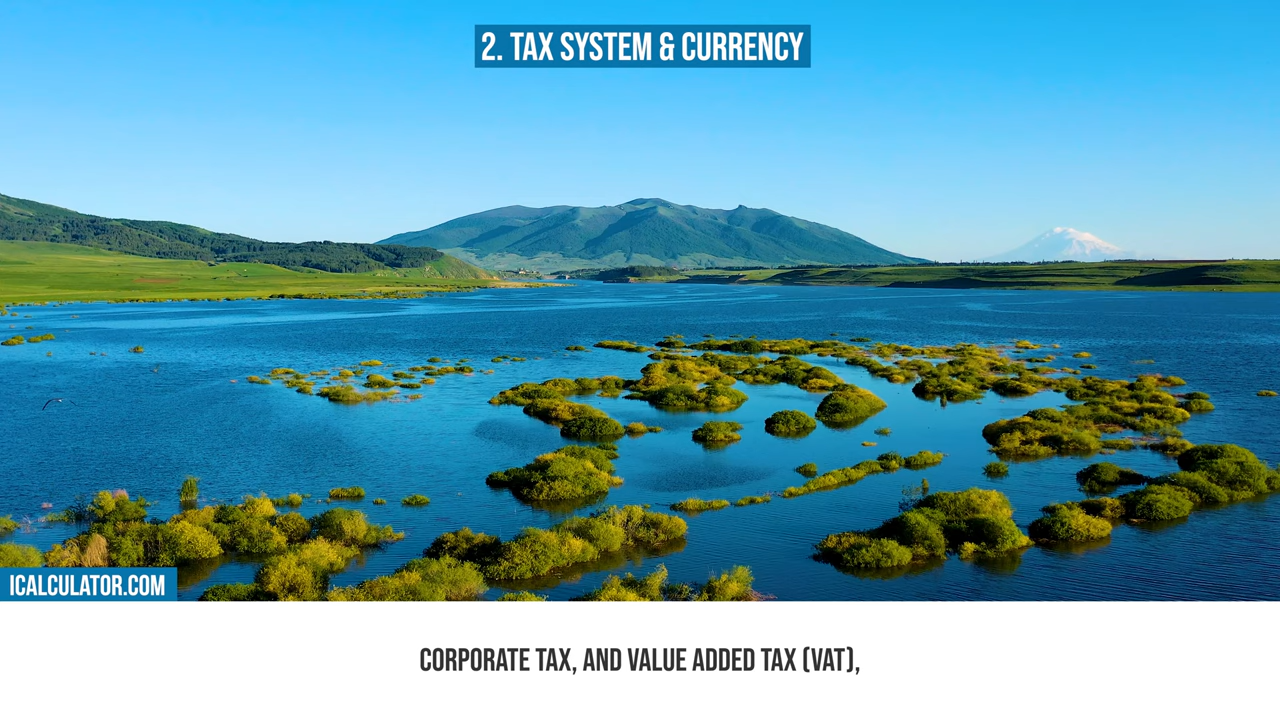 2. TAX SYSTEM & CURRENCY
ICALCULATOR.COM
CORPORATE TAX, AND VALUE ADDED TAX (VAT),